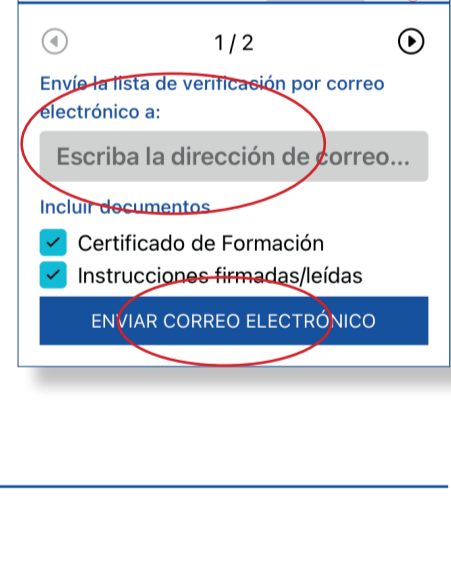 1 / 2
Envíe la lista de verificación por correo
electrónico a:
Escriba la dirección de correo...
Incluir documentos
Certificado de Formación
Instrucciones firmadas/leídas
ENVIAR CORREO ELECTRÓNICO